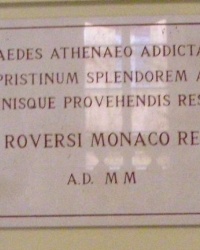 AEDES ATHENAEO ADDICTA
PRISTINUM SPLENDOREM A
NISQUE PROVEHENDIS RES
ROVERSI MONACO RE
A.D. MM